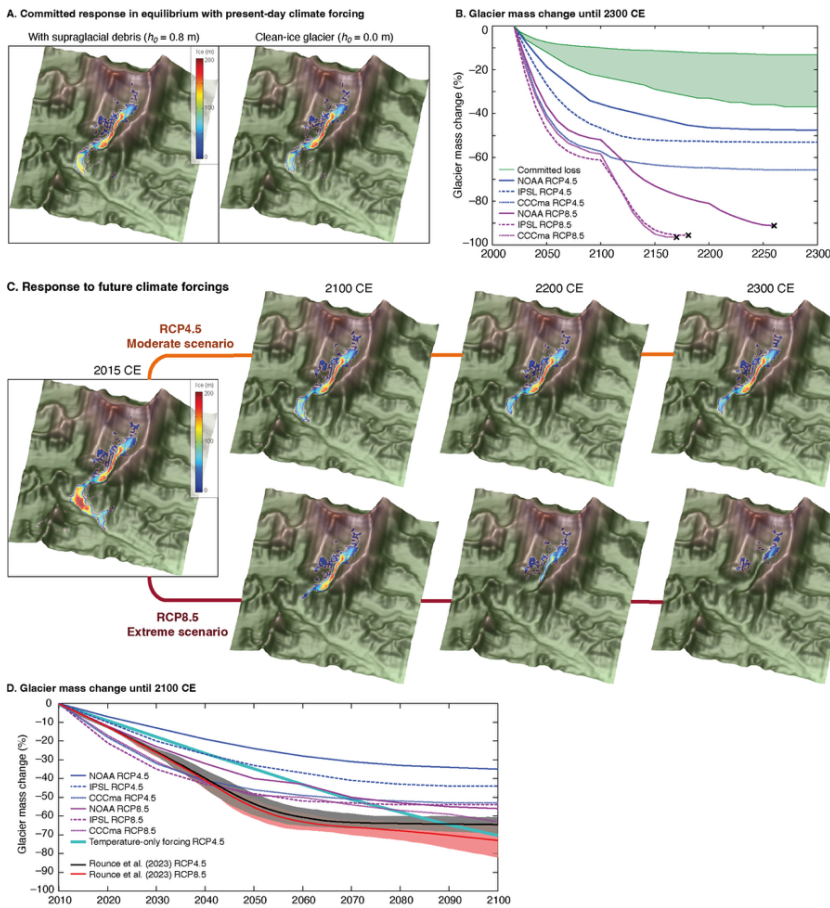 A. Committed response in equilibrium with present-day climate forcing
With supraglacial debris (h0 = 0.8 m)
Clean-ice glacier (h0 = 0.0 m)
Ice (m)
200
100
0
B. Glacier mass change until 2300 CE
Glacier mass change (%)
0
−20
−40
−60
−80
−100
Committed loss
NOAA RCP4.5
IPSL RCP4.5
CCCma RCP4.5
NOAA RCP8.5
IPSL RCP8.5
CCCma RCP8.5
2000 2050 2100 2150 2200 2250 2300
C. Response to future climate forcings
2100 CE
2200 CE
2300 CE
RCP4.5
Moderate scenario
2015 CE
Ice (m)
200
100
0
RCP8.5
Extreme scenario
D. Glacier mass change until 2100 CE
Glacier mass change (%)
0
−10
−20
−30
−40
−50
−60
−70
−80
−90
−100
NOAA RCP4.5
IPSL RCP4.5
CCCma RCP4.5
NOAA RCP8.5
IPSL RCP8.5
CCCma RCP8.5
Temperature-only forcing RCP4.5
Rounce et al. (2023) RCP4.5
Rounce et al. (2023) RCP8.5
2010 2020 2030 2040 2050 2060 2070 2080 2090 2100